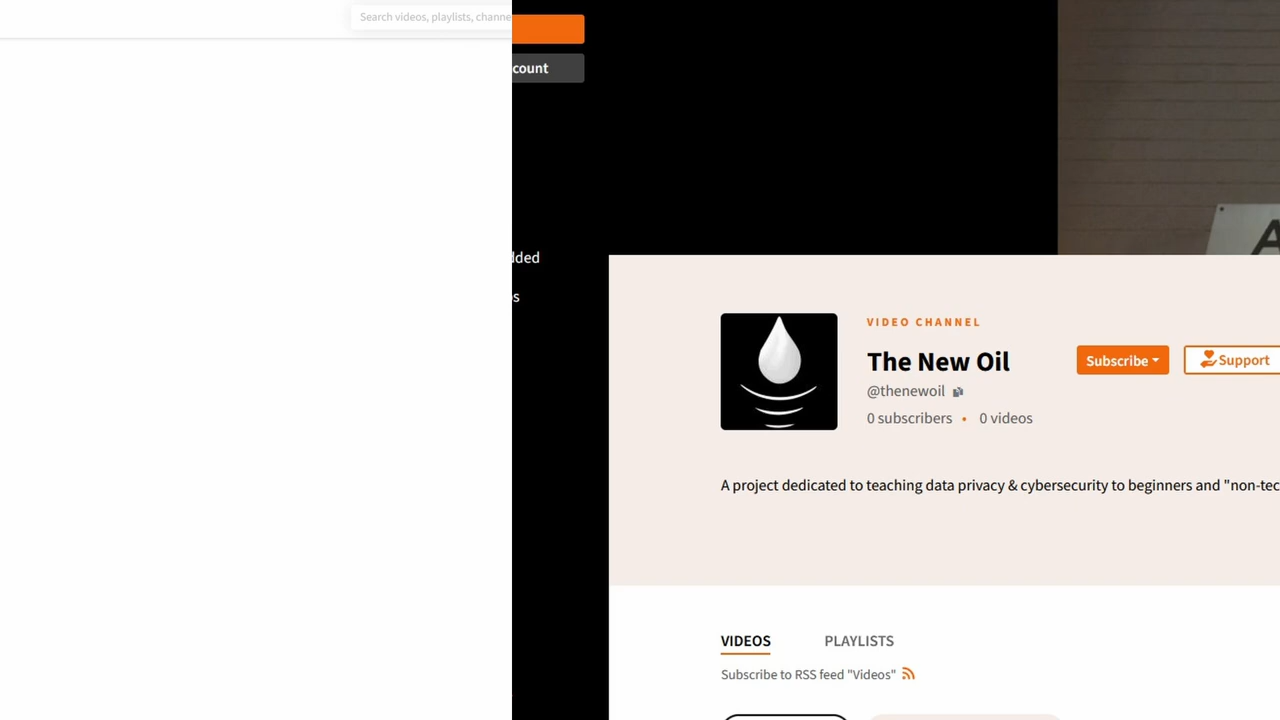 Search videos, playlists, channe
count
dded
s
VIDEO CHANNEL
The New Oil
@thenewoil
0 subscribers • 0 videos
Subscribe
Support
A project dedicated to teaching data privacy & cybersecurity to beginners and "non-tec
VIDEOS PLAYLISTS
Subscribe to RSS feed "Videos"
A